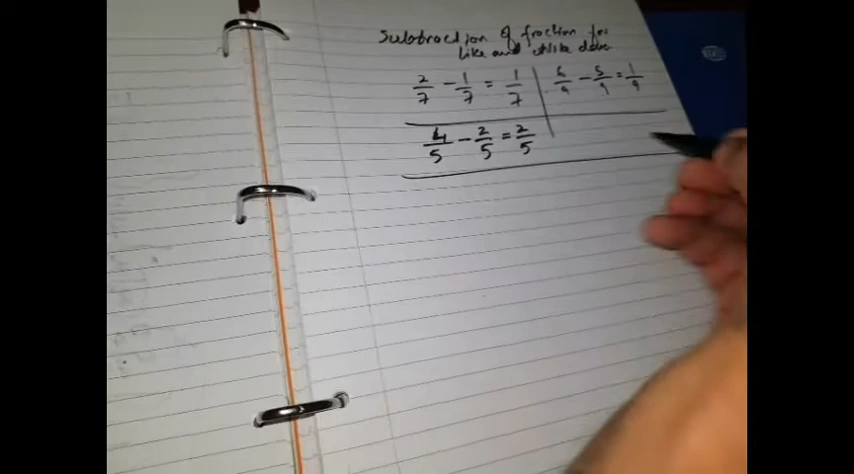 Subtraction of fraction for
like and unlike deno
2/7 - 1/7 = 1/7 | 6/9 - 5/9 = 1/9
4/5 - 2/5 = 2/5